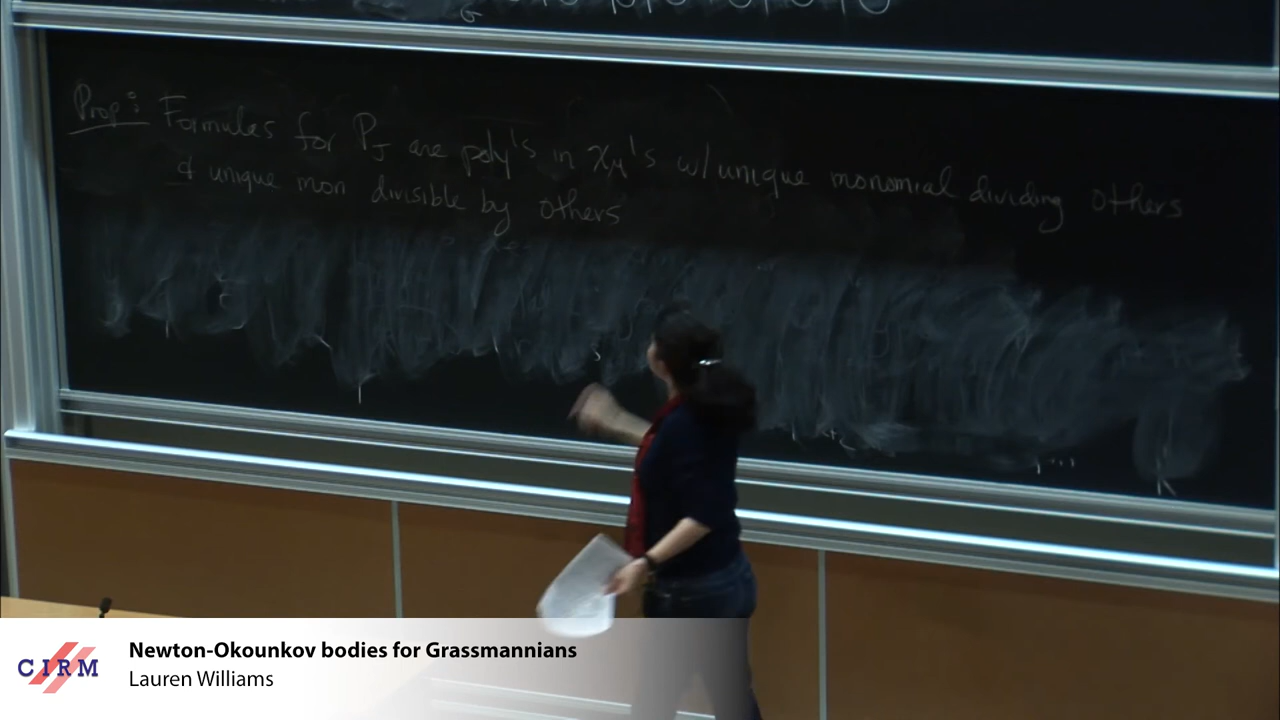 G
Prop: Formulas for P_J are poly's in x_μ's w/ unique monomial dividing others
& unique mon divisible by others
CIRM
Newton-Okounkov bodies for Grassmannians
Lauren Williams